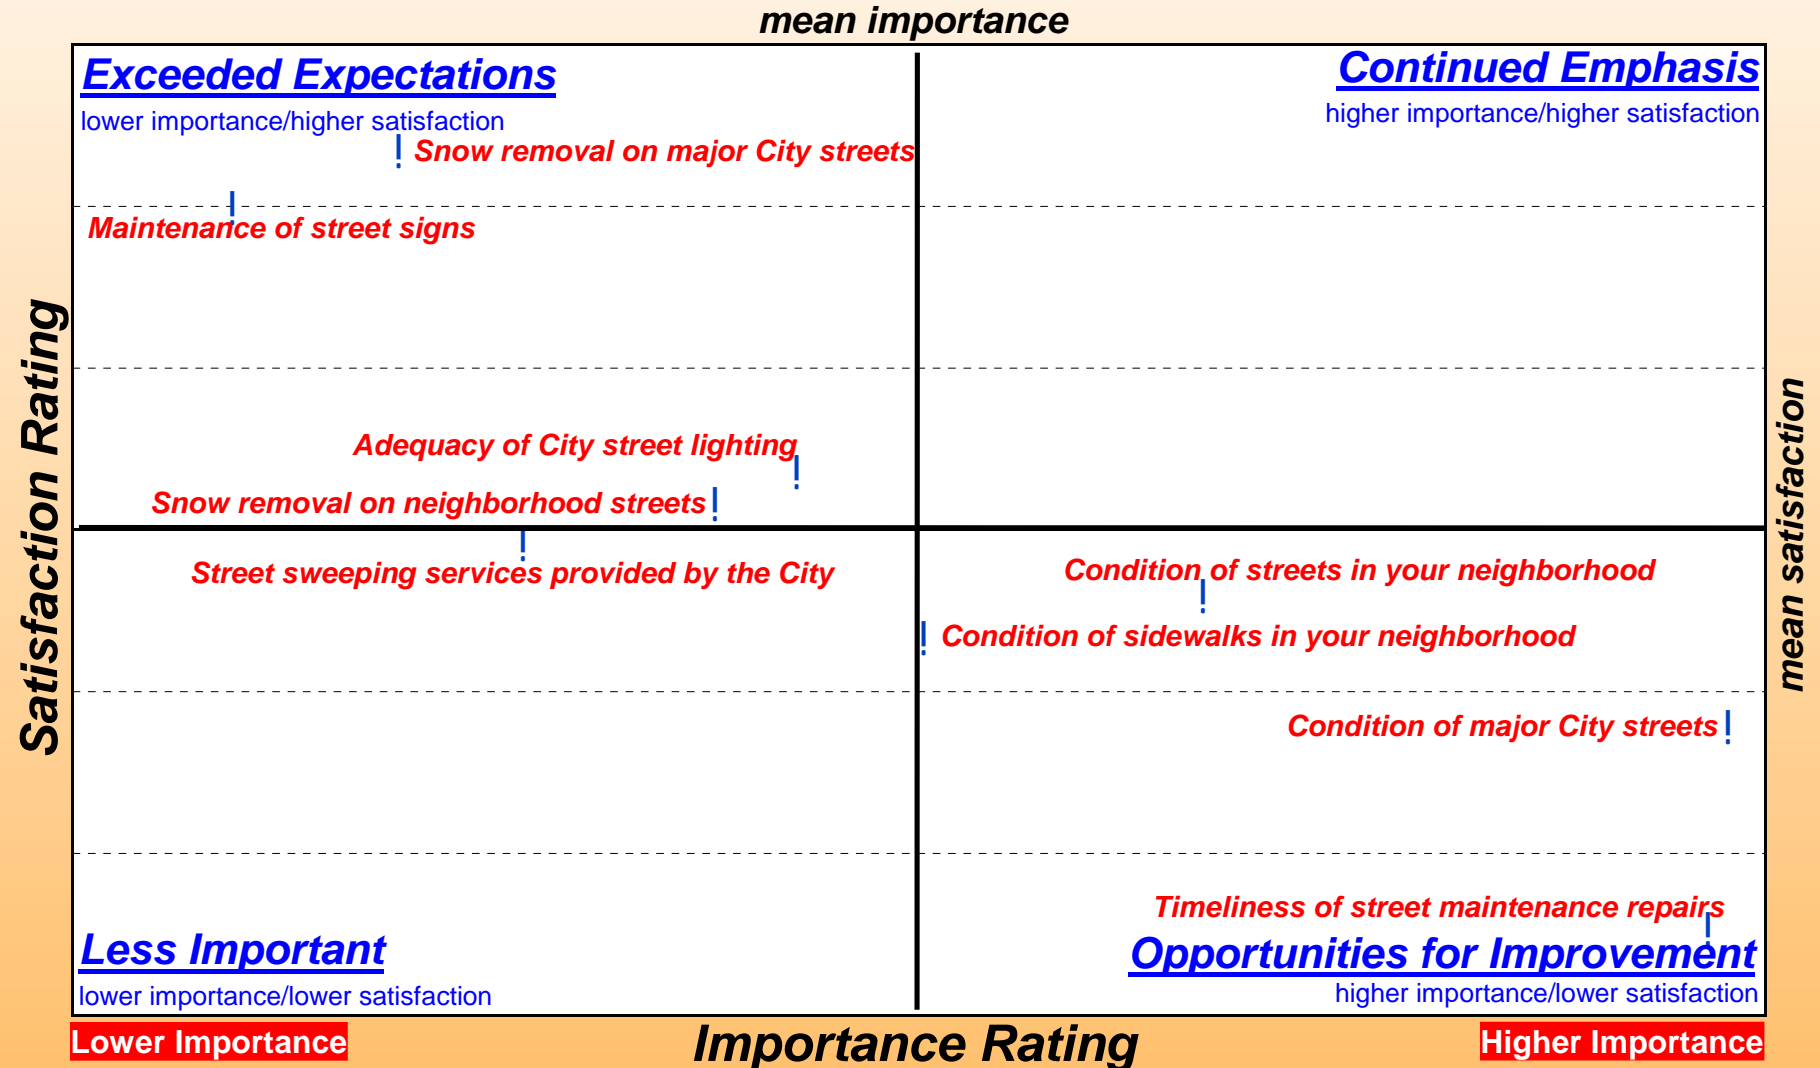 mean importance
Exceeded Expectations
lower importance/higher satisfaction
Continued Emphasis
higher importance/higher satisfaction
Snow removal on major City streets
Maintenance of street signs
Satisfaction Rating
mean satisfaction
Adequacy of City street lighting
Snow removal on neighborhood streets
Street sweeping services provided by the City
Condition of streets in your neighborhood
Condition of sidewalks in your neighborhood
Condition of major City streets
Timeliness of street maintenance repairs
Less Important
lower importance/lower satisfaction
Opportunities for Improvement
higher importance/lower satisfaction
Lower Importance
Importance Rating
Higher Importance